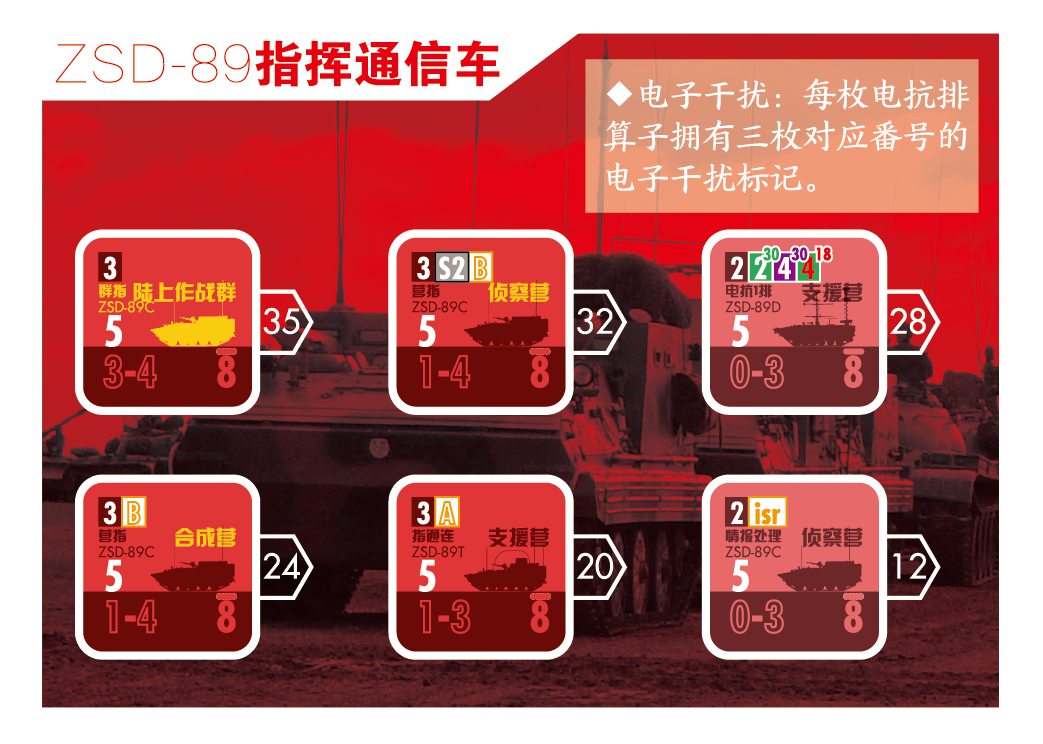 ZSD-89指挥通信车
◆电子干扰：每枚电抗排
算子拥有三枚对应番号的
电子干扰标记。
3
群指 陆上作战群
ZSD-89C
5
3-4 8
35
3 S2 B
营指 侦察营
ZSD-89C
5
1-4 8
32
2 2 30 4 30 4 18
电抗1排 支援营
ZSD-89D
5
0-3 8
28
3 B
营指 合成营
ZSD-89C
5
1-4 8
24
3 A
指通连 支援营
ZSD-89T
5
1-3 8
20
2 isr
情报处理 侦察营
ZSD-89C
5
0-3 8
12